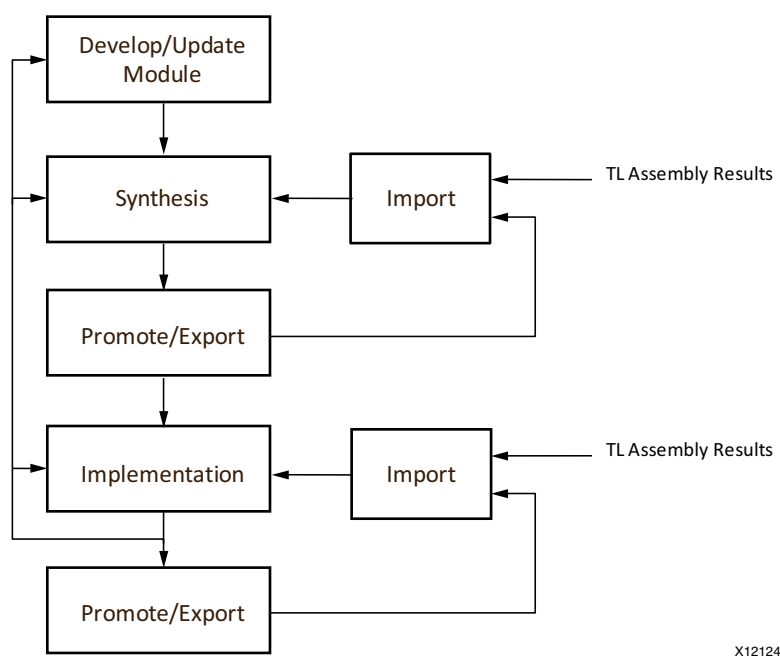 Develop/Update
Module
Synthesis
Import
TL Assembly Results
Promote/Export
Implementation
Import
TL Assembly Results
Promote/Export
X12124